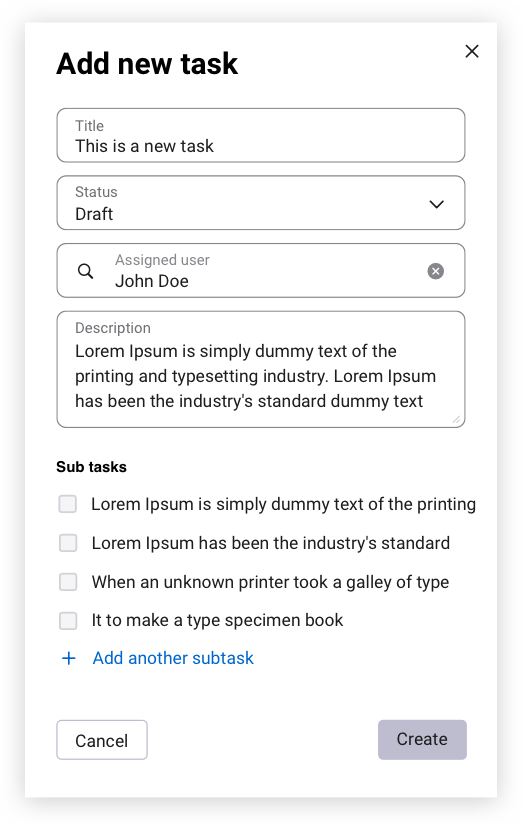 Add new task
Title
This is a new task
Status
Draft
Assigned user
John Doe
Description
Lorem Ipsum is simply dummy text of the
printing and typesetting industry. Lorem Ipsum
has been the industry's standard dummy text
Sub tasks
Lorem Ipsum is simply dummy text of the printing
Lorem Ipsum has been the industry's standard
When an unknown printer took a galley of type
It to make a type specimen book
+ Add another subtask
Cancel
Create